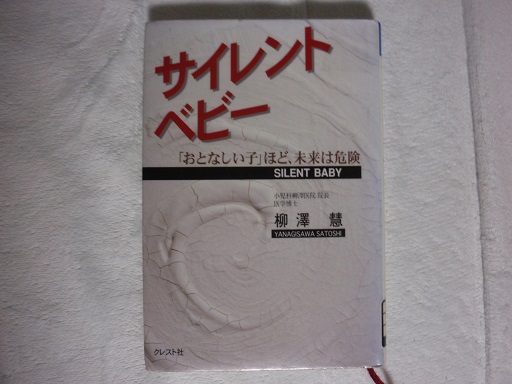 サイレント
ベビー
「おとなしい子」ほど、未来は危険
SILENT BABY
小児科柳澤医院 院長
医学博士
柳澤 慧
YANAGISAWA SATOSHI
クレスト社